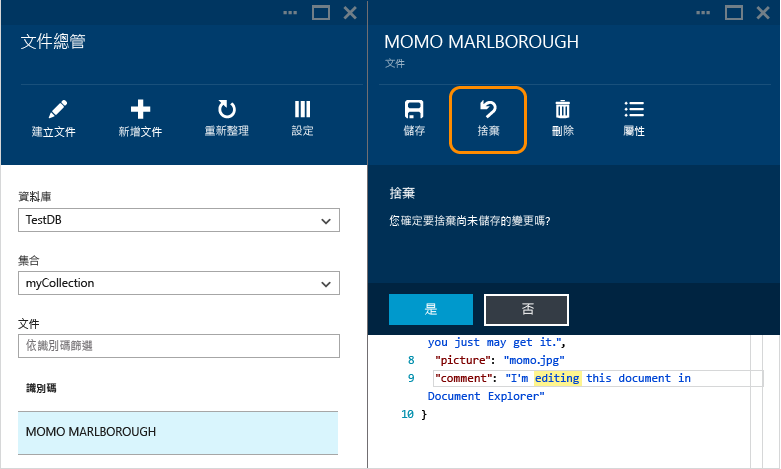 文件總管
建立文件
新增文件
重新整理
設定
資料庫
TestDB
集合
myCollection
文件
依識別碼篩選
識別碼
MOMO MARLBOROUGH
MOMO MARLBOROUGH
文件
儲存
捨棄
刪除
屬性
捨棄
您確定要捨棄尚未儲存的變更嗎?
是
否
you just may get it.",
8 "picture": "momo.jpg"
9 "comment": "I'm editing this document in
Document Explorer"
10 }